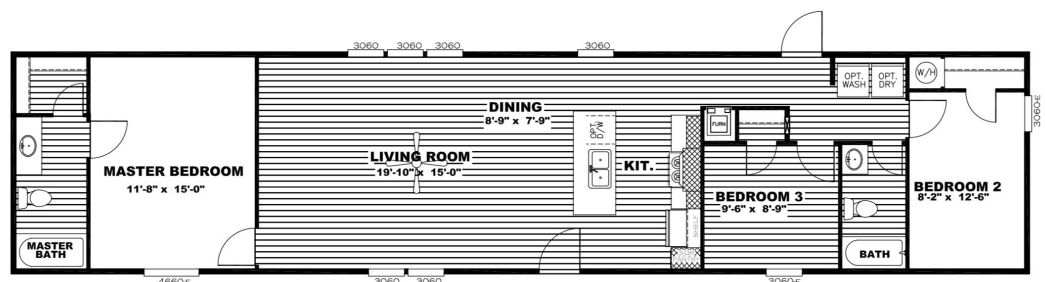 3060 3060 3060 3060
OPT. WASH
OPT. DRY
W/H
3060-E
DINING
8'-9" x 7'-9"
OPT. D/W
FURN
LIVING ROOM
19'-10" x 15'-0"
KIT.
MASTER BEDROOM
11'-8" x 15'-0"
BEDROOM 3
9'-6" x 8'-9"
BEDROOM 2
8'-2" x 12'-6"
SHELF
MASTER
BATH
BATH
4660-E 3060 3060 3060-E